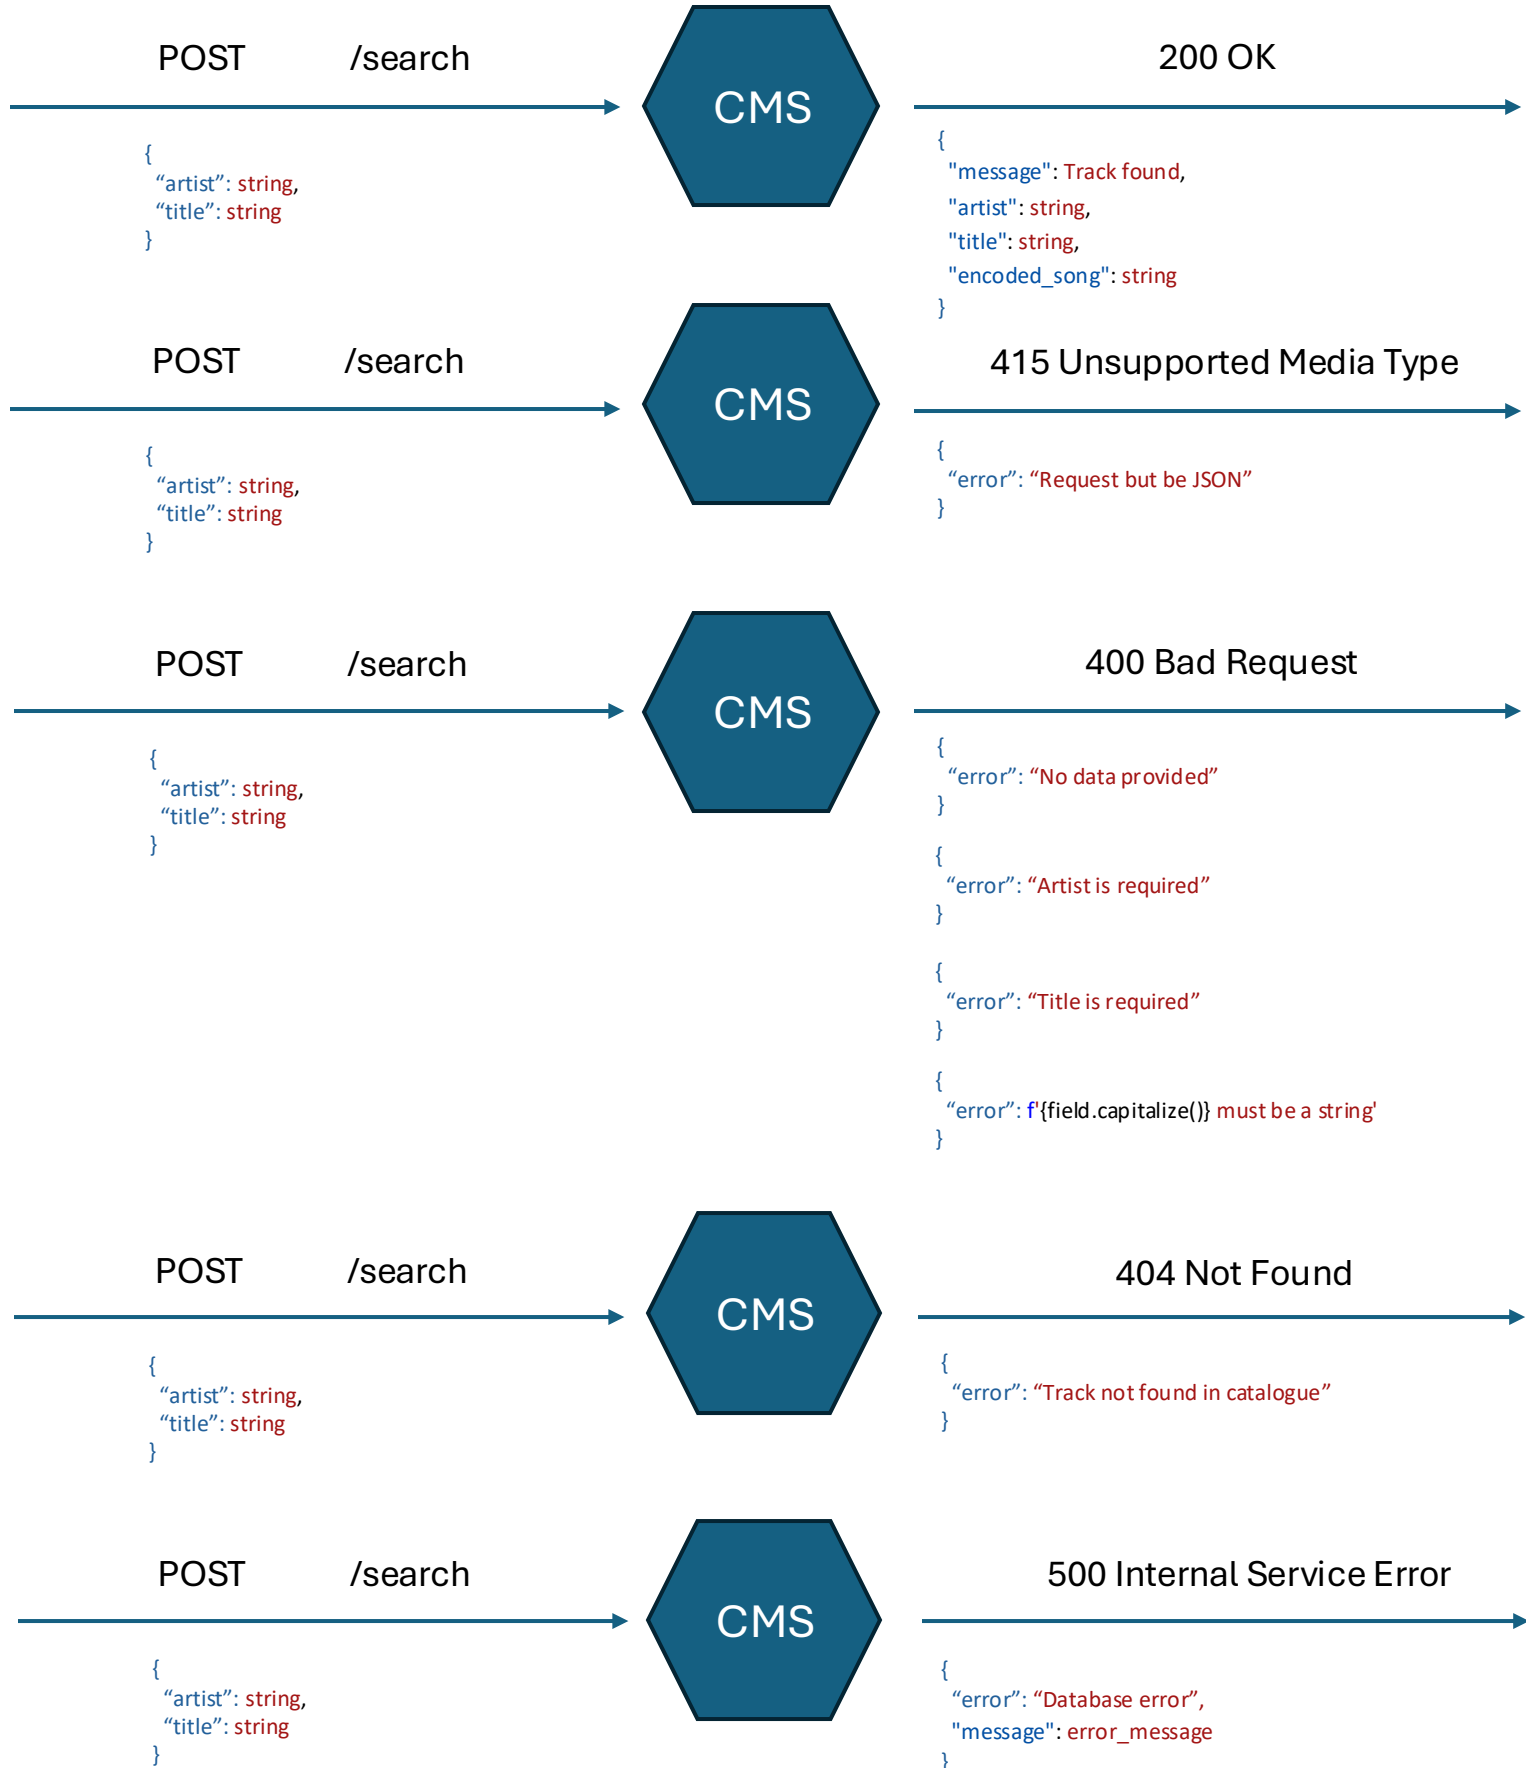 POST /search
CMS
200 OK
{
“artist”: string,
“title”: string
}
{
"message": Track found,
"artist": string,
"title": string,
"encoded_song": string
}
POST /search
CMS
415 Unsupported Media Type
{
“artist”: string,
“title”: string
}
{
“error”: “Request but be JSON”
}
POST /search
CMS
400 Bad Request
{
“artist”: string,
“title”: string
}
{
“error”: “No data provided”
}
{
“error”: “Artist is required”
}
{
“error”: “Title is required”
}
{
“error”: f'{field.capitalize()} must be a string'
}
POST /search
CMS
404 Not Found
{
“artist”: string,
“title”: string
}
{
“error”: “Track not found in catalogue”
}
POST /search
CMS
500 Internal Service Error
{
“artist”: string,
“title”: string
}
{
“error”: “Database error”,
"message": error_message
}